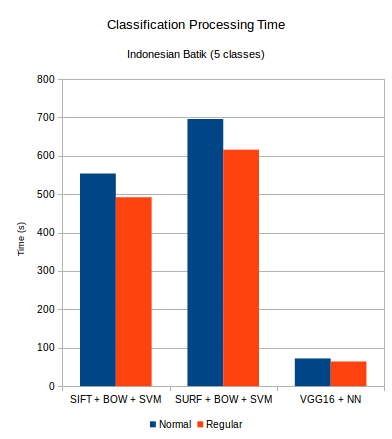 Classification Processing Time
Indonesian Batik (5 classes)
800
700
600
500
400
300
200
100
0
Time (s)
SIFT + BOW + SVM
SURF + BOW + SVM
VGG16 + NN
Normal
Regular